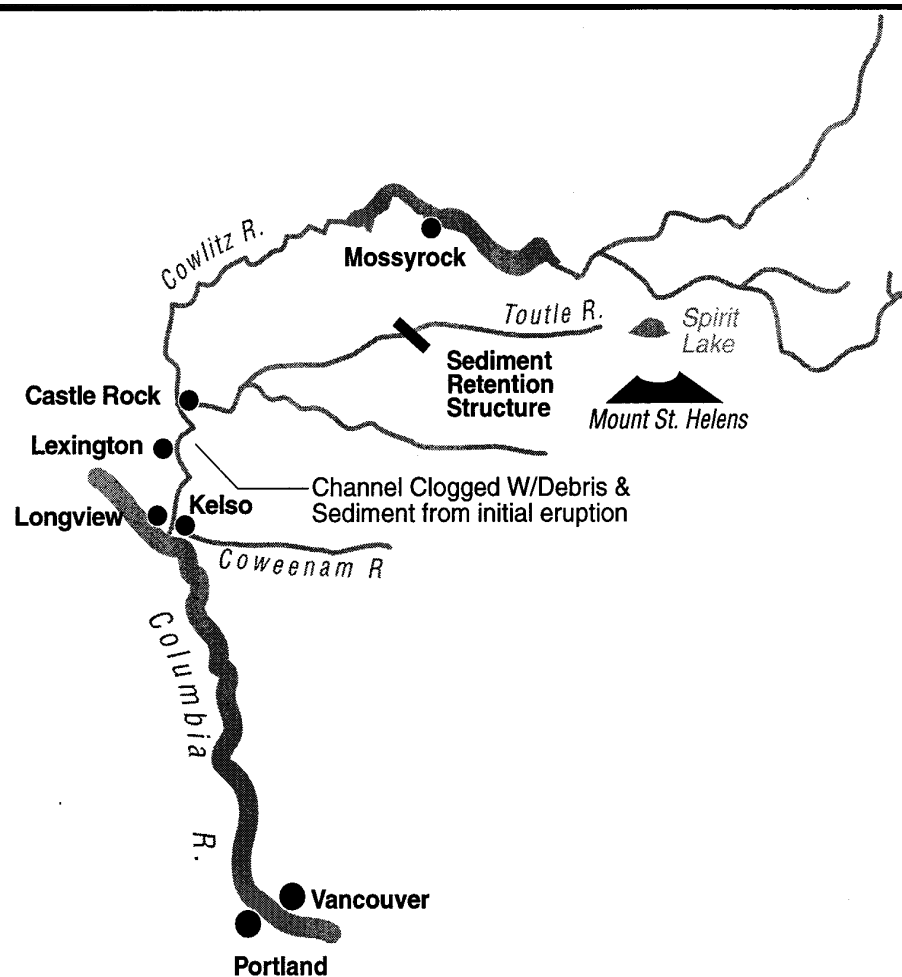 Cowlitz R.
Mossyrock
Toutle R.
Spirit
Lake
Sediment
Retention
Structure
Mount St. Helens
Castle Rock
Lexington
Channel Clogged W/Debris &
Sediment from initial eruption
Longview
Kelso
Coweenam R
Columbia R.
Vancouver
Portland